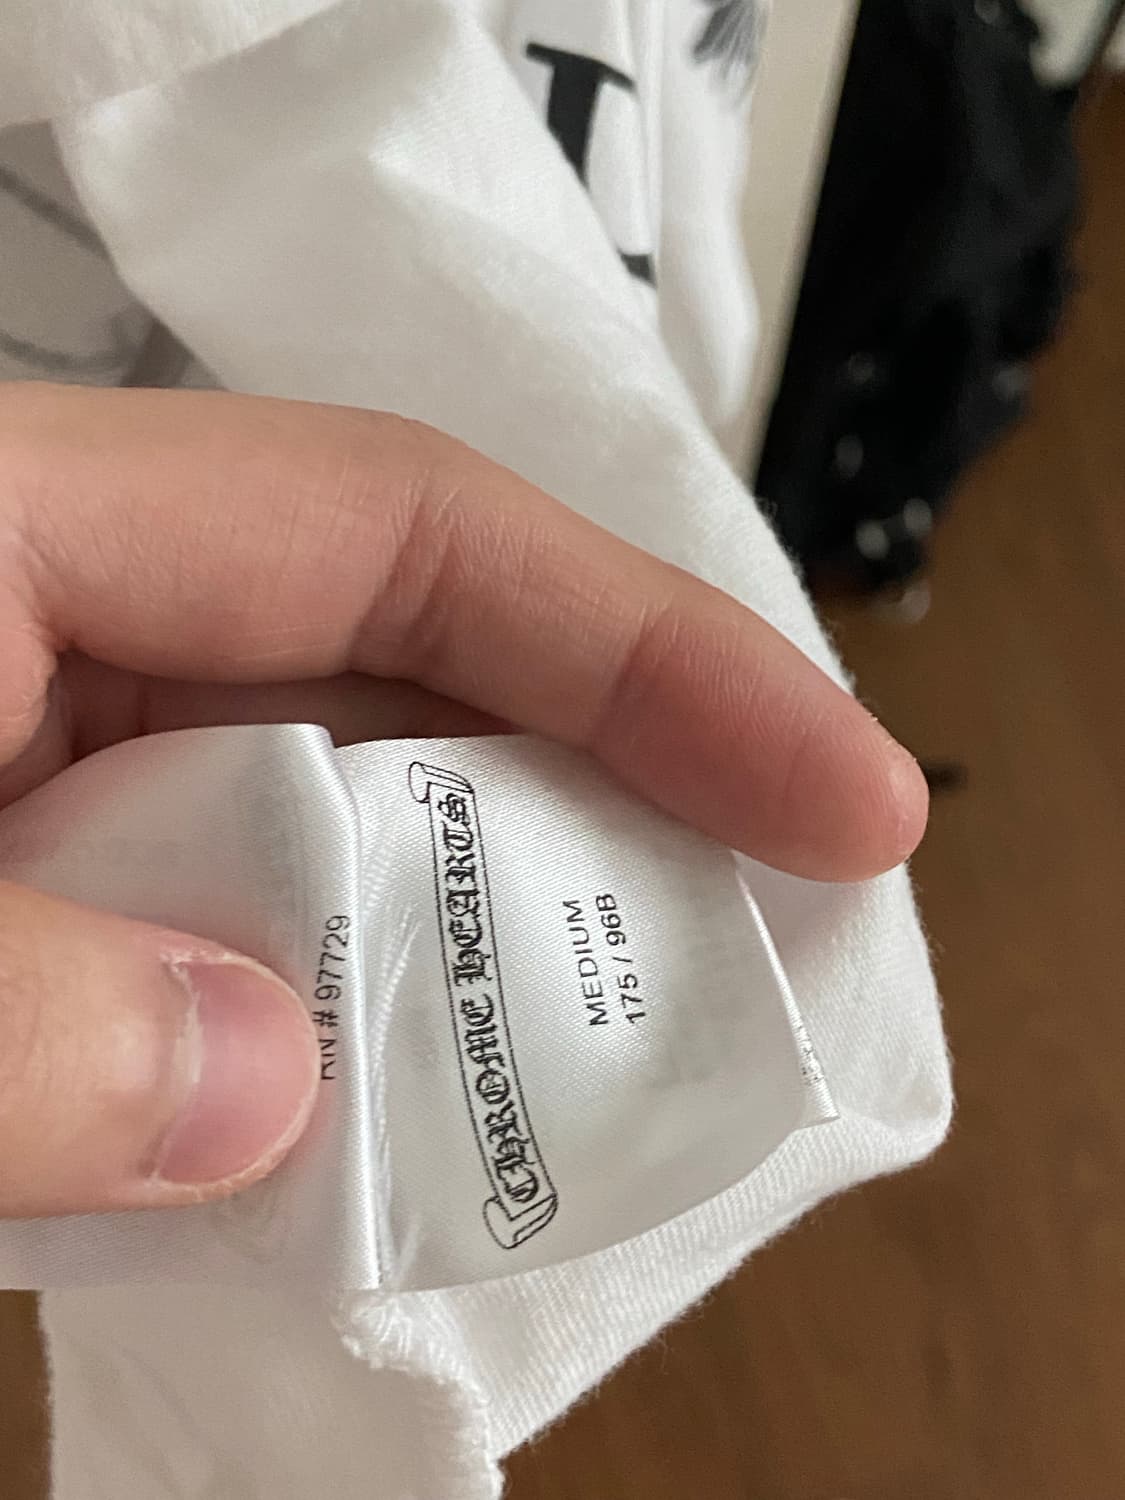 RN # 97729
CHROME HEARTS
MEDIUM
175 / 96B